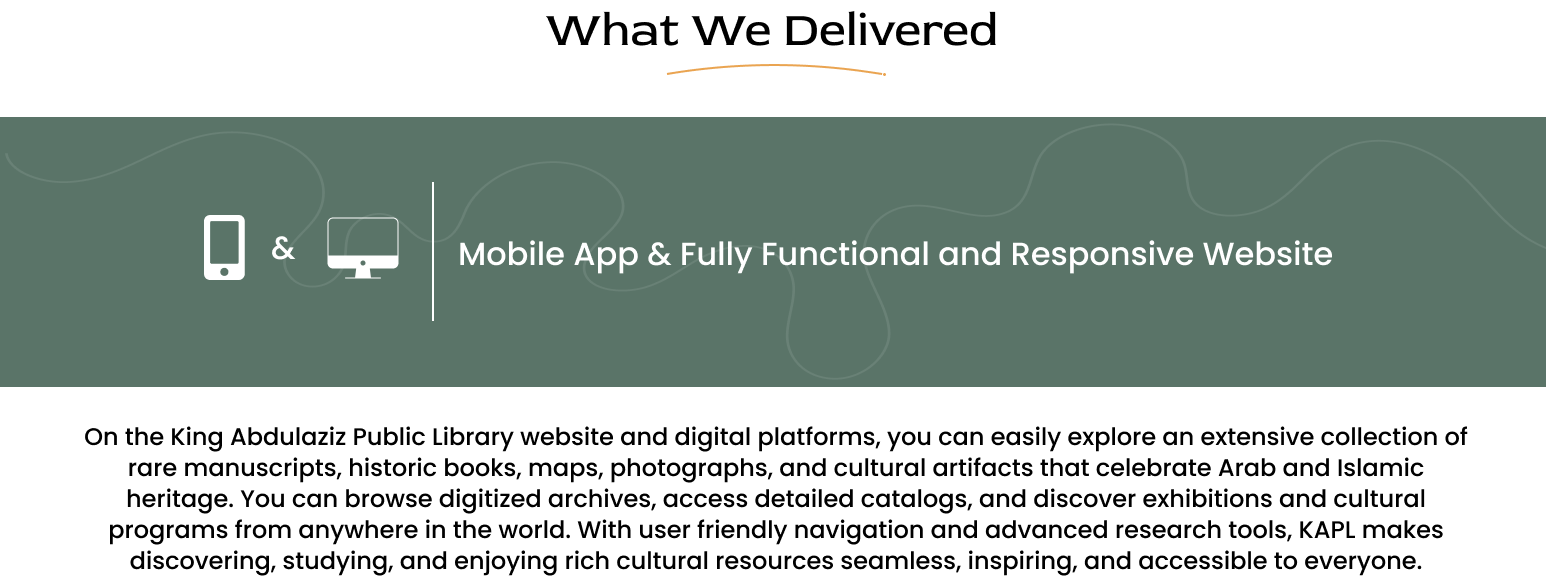 What We Delivered
&
Mobile App & Fully Functional and Responsive Website
On the King Abdulaziz Public Library website and digital platforms, you can easily explore an extensive collection of
rare manuscripts, historic books, maps, photographs, and cultural artifacts that celebrate Arab and Islamic
heritage. You can browse digitized archives, access detailed catalogs, and discover exhibitions and cultural
programs from anywhere in the world. With user friendly navigation and advanced research tools, KAPL makes
discovering, studying, and enjoying rich cultural resources seamless, inspiring, and accessible to everyone.